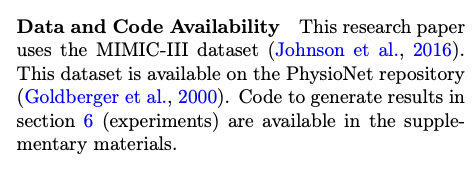 Data and Code Availability This research paper
uses the MIMIC-III dataset (Johnson et al., 2016).
This dataset is available on the PhysioNet repository
(Goldberger et al., 2000). Code to generate results in
section 6 (experiments) are available in the supple-
mentary materials.